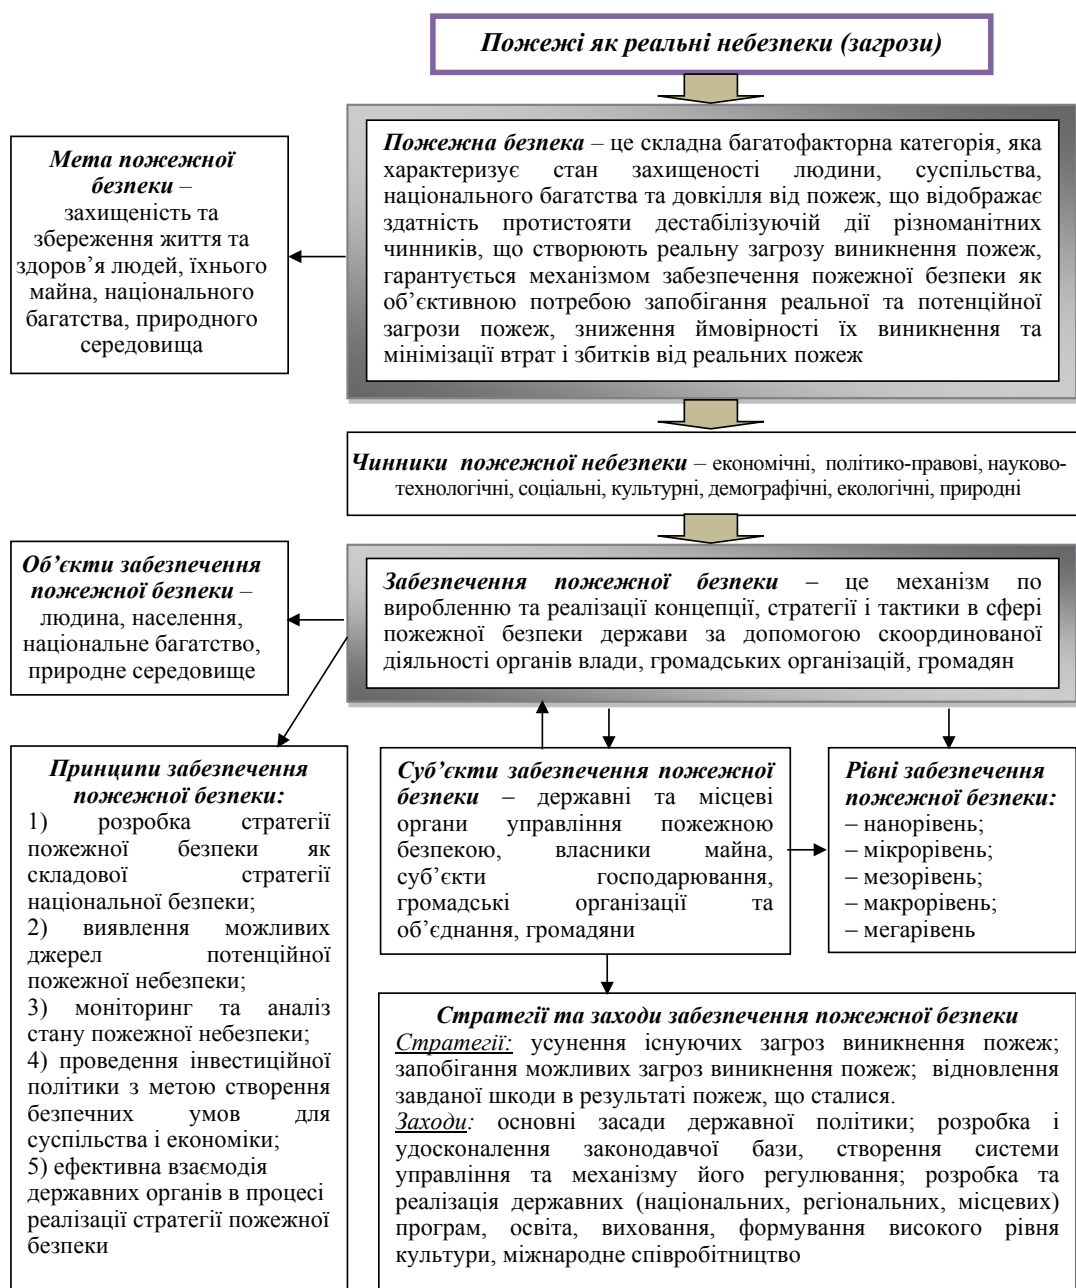 Пожежі як реальні небезпеки (загрози)
Пожежна безпека – це складна багатофакторна категорія, яка
характеризує стан захищеності людини, суспільства,
національного багатства та довкілля від пожеж, що відображає
здатність протистояти дестабілізуючій дії різноманітних
чинників, що створюють реальну загрозу виникнення пожеж,
гарантується механізмом забезпечення пожежної безпеки як
об’єктивною потребою запобігання реальної та потенційної
загрози пожеж, зниження ймовірності їх виникнення та
мінімізації втрат і збитків від реальних пожеж
Мета пожежної
безпеки –
захищеність та
збереження життя та
здоров’я людей, їхнього
майна, національного
багатства, природного
середовища
Чинники пожежної небезпеки – економічні, політико-правові, науково-
технологічні, соціальні, культурні, демографічні, екологічні, природні
Об’єкти забезпечення
пожежної безпеки –
людина, населення,
національне багатство,
природне середовище
Забезпечення пожежної безпеки – це механізм по
виробленню та реалізації концепції, стратегії і тактики в сфері
пожежної безпеки держави за допомогою скоординованої
діяльності органів влади, громадських організацій, громадян
Принципи забезпечення
пожежної безпеки:
1) розробка стратегії
пожежної безпеки як
складової стратегії
національної безпеки;
2) виявлення можливих
джерел потенційної
пожежної небезпеки;
3) моніторинг та аналіз
стану пожежної небезпеки;
4) проведення інвестиційної
політики з метою створення
безпечних умов для
суспільства і економіки;
5) ефективна взаємодія
державних органів в процесі
реалізації стратегії пожежної
безпеки
Суб’єкти забезпечення пожежної
безпеки – державні та місцеві
органи управління пожежною
безпекою, власники майна,
суб’єкти господарювання,
громадські організації та
об’єднання, громадяни
Рівні забезпечення
пожежної безпеки:
– нанорівень;
– мікрорівень;
– мезорівень;
– макрорівень;
– мегарівень
Стратегії та заходи забезпечення пожежної безпеки
Стратегії: усунення існуючих загроз виникнення пожеж;
запобігання можливих загроз виникнення пожеж; відновлення
завданої шкоди в результаті пожеж, що сталися.
Заходи: основні засади державної політики; розробка і
удосконалення законодавчої бази, створення системи
управління та механізму його регулювання; розробка та
реалізація державних (національних, регіональних, місцевих)
програм, освіта, виховання, формування високого рівня
культури, міжнародне співробітництво